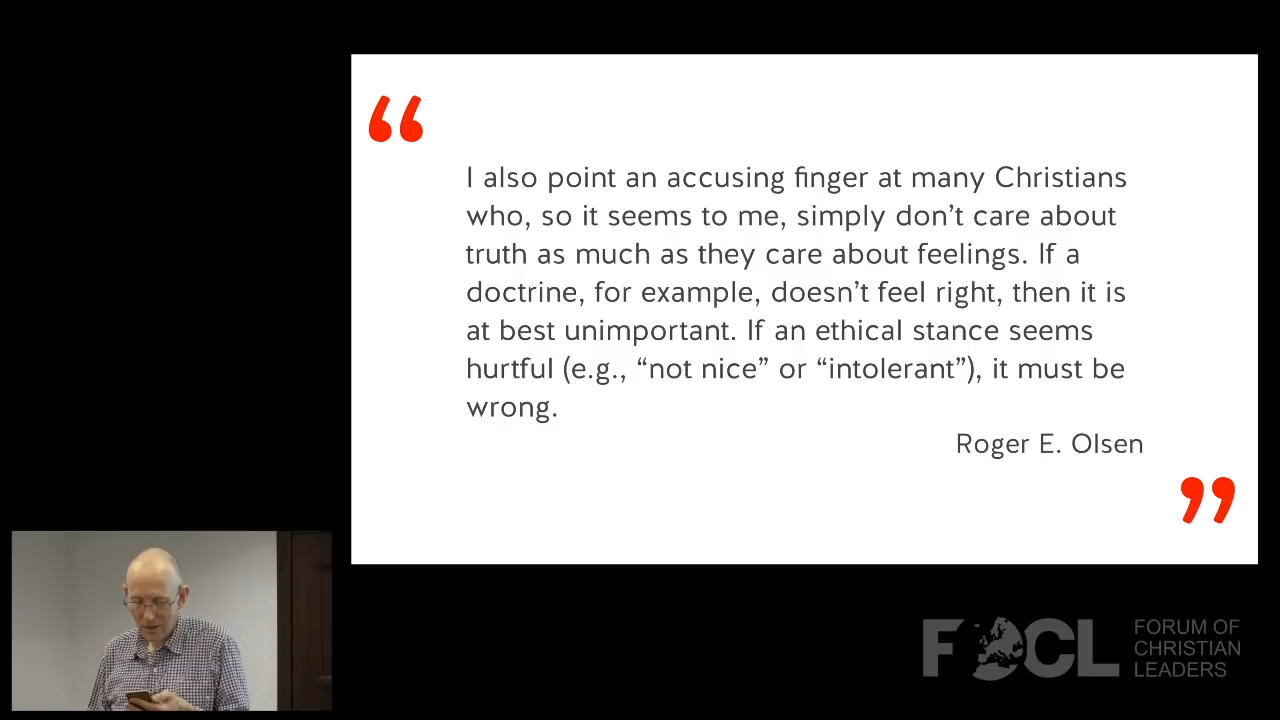 “
I also point an accusing finger at many Christians
who, so it seems to me, simply don’t care about
truth as much as they care about feelings. If a
doctrine, for example, doesn’t feel right, then it is
at best unimportant. If an ethical stance seems
hurtful (e.g., “not nice” or “intolerant”), it must be
wrong.
Roger E. Olsen
”
FOCL
FORUM OF
CHRISTIAN
LEADERS